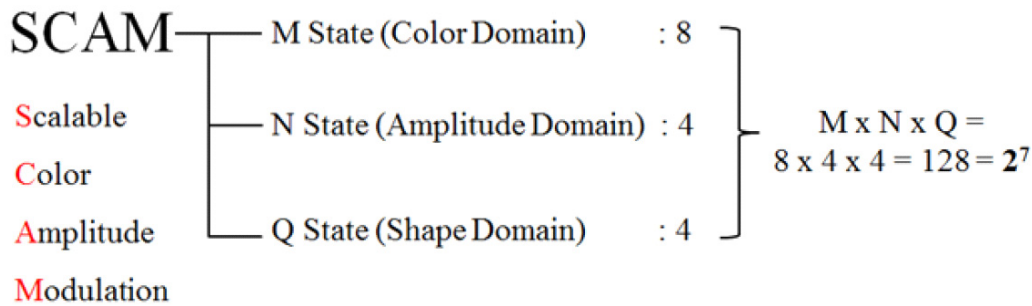 SCAM
Scalable
Color
Amplitude
Modulation
M State (Color Domain) : 8
N State (Amplitude Domain) : 4
Q State (Shape Domain) : 4
M x N x Q =
8 x 4 x 4 = 128 = 2⁷